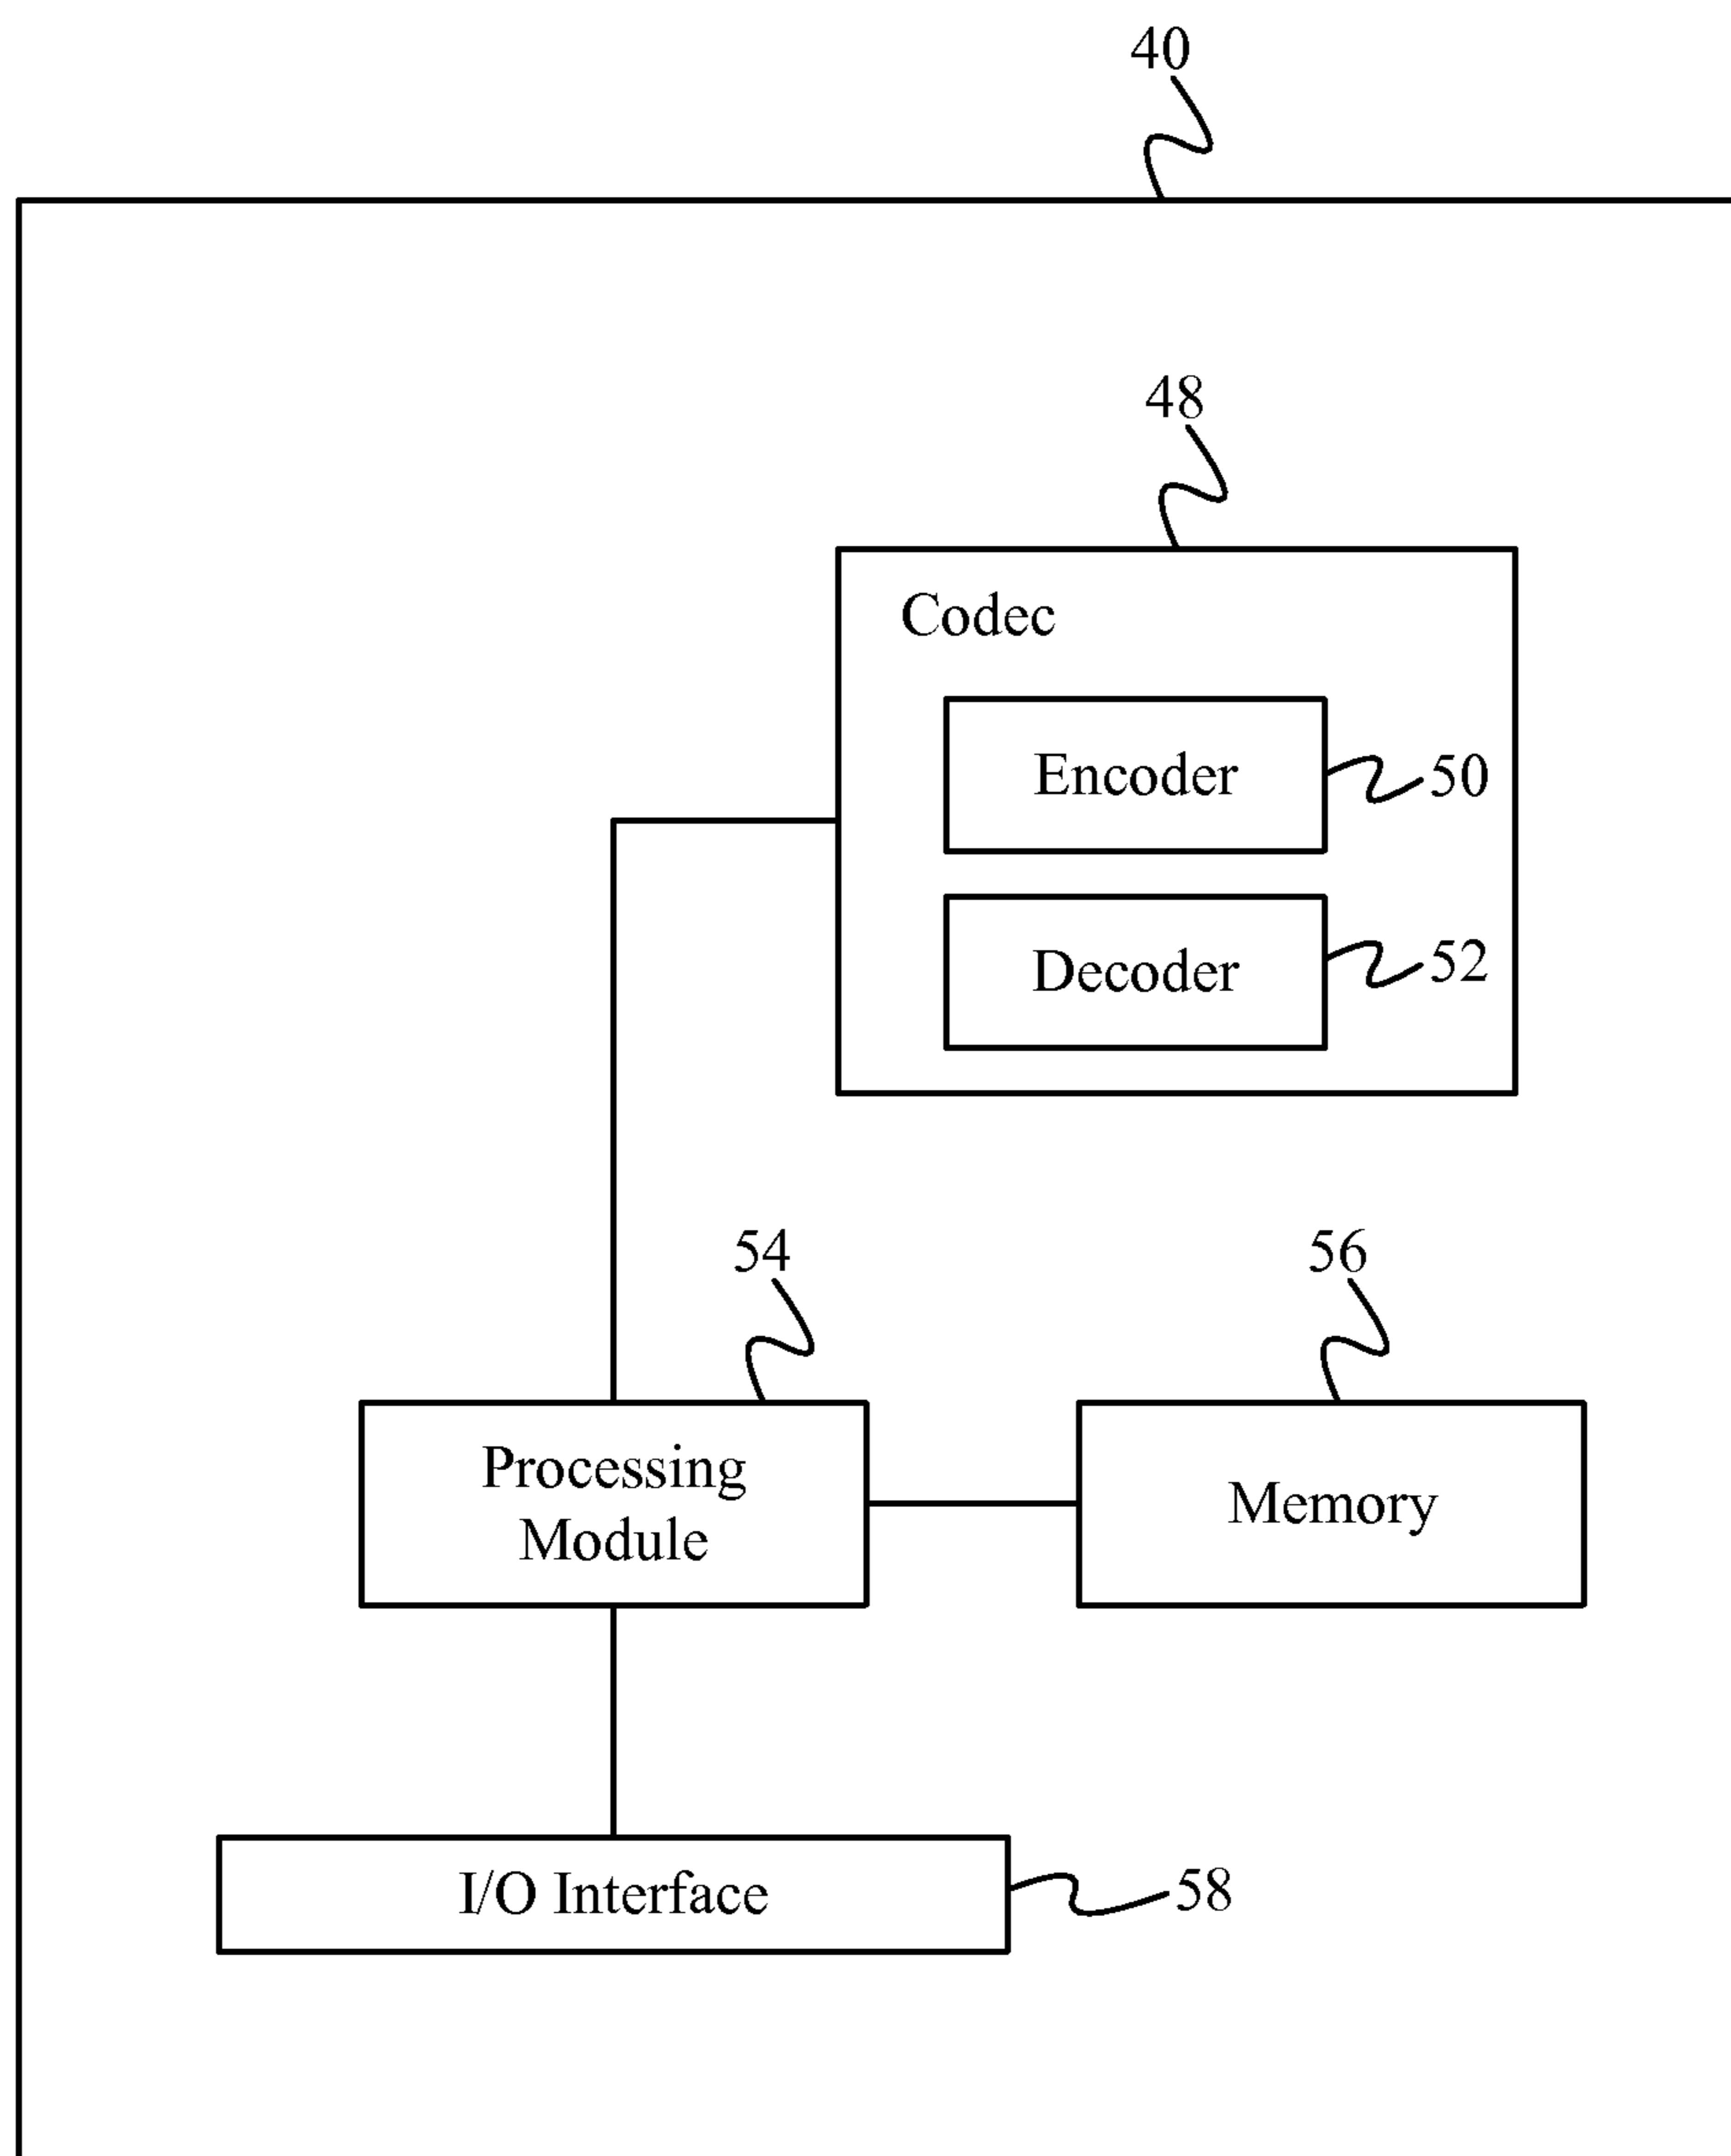 40
48
Codec
Encoder
50
Decoder
52
54
56
Processing
Module
Memory
I/O Interface
58